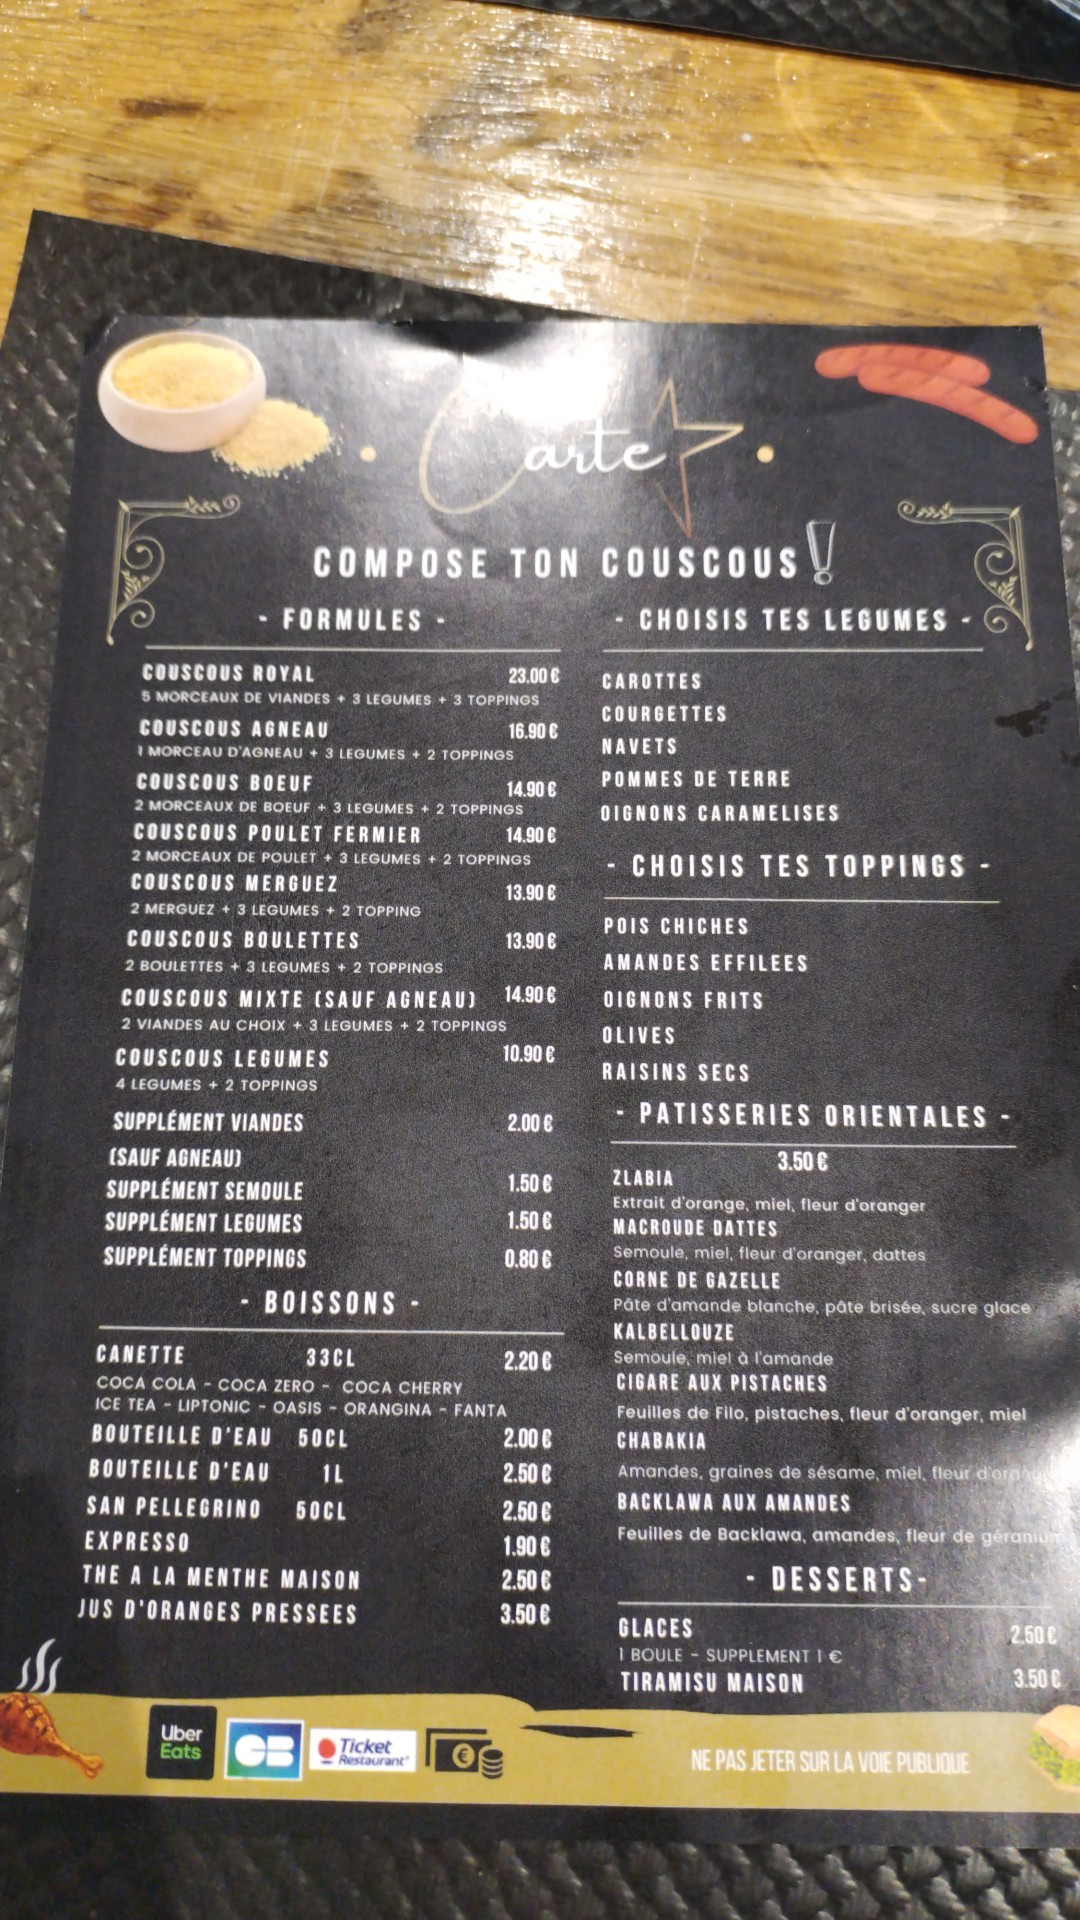 Carte
COMPOSE TON COUSCOUS !
- FORMULES -
COUSCOUS ROYAL 23.00 €
5 MORCEAUX DE VIANDES + 3 LEGUMES + 3 TOPPINGS
COUSCOUS AGNEAU 16.90 €
1 MORCEAU D'AGNEAU + 3 LEGUMES + 2 TOPPINGS
COUSCOUS BOEUF 14.90 €
2 MORCEAUX DE BOEUF + 3 LEGUMES + 2 TOPPINGS
COUSCOUS POULET FERMIER 14.90 €
2 MORCEAUX DE POULET + 3 LEGUMES + 2 TOPPINGS
COUSCOUS MERGUEZ 13.90 €
2 MERGUEZ + 3 LEGUMES + 2 TOPPING
COUSCOUS BOULETTES 13.90 €
2 BOULETTES + 3 LEGUMES + 2 TOPPINGS
COUSCOUS MIXTE (SAUF AGNEAU) 14.90 €
2 VIANDES AU CHOIX + 3 LEGUMES + 2 TOPPINGS
COUSCOUS LEGUMES 10.90 €
4 LEGUMES + 2 TOPPINGS
SUPPLÉMENT VIANDES 2.00 €
(SAUF AGNEAU)
SUPPLÉMENT SEMOULE 1.50 €
SUPPLÉMENT LEGUMES 1.50 €
SUPPLÉMENT TOPPINGS 0.80 €
- BOISSONS -
CANETTE 33CL 2.20 €
COCA COLA - COCA ZERO - COCA CHERRY
ICE TEA - LIPTONIC - OASIS - ORANGINA - FANTA
BOUTEILLE D'EAU 50CL 2.00 €
BOUTEILLE D'EAU 1L 2.50 €
SAN PELLEGRINO 50CL 2.50 €
EXPRESSO 1.90 €
THE A LA MENTHE MAISON 2.50 €
JUS D'ORANGES PRESSEES 3.50 €
- CHOISIS TES LEGUMES -
CAROTTES
COURGETTES
NAVETS
POMMES DE TERRE
OIGNONS CARAMELISES
- CHOISIS TES TOPPINGS -
POIS CHICHES
AMANDES EFFILEES
OIGNONS FRITS
OLIVES
RAISINS SECS
- PATISSERIES ORIENTALES -
3.50 €
ZLABIA
Extrait d'orange, miel, fleur d'oranger
MACROUDE DATTES
Semoule, miel, fleur d'oranger, dattes
CORNE DE GAZELLE
Pâte d'amande blanche, pâte brisée, sucre glace
KALBELLOUZE
Semoule, miel à l'amande
CIGARE AUX PISTACHES
Feuilles de Filo, pistaches, fleur d'oranger, miel
CHABAKIA
Amandes, graines de sésame, miel, fleur
BACKLAWA AUX AMANDES
Feuilles de Backlawa, amandes, fleur de géranium
- DESSERTS-
GLACES 2.50 €
1 BOULE - SUPPLEMENT 1 €
TIRAMISU MAISON 3.50 €
Uber
Eats
CB
Ticket
Restaurant
NE PAS JETER SUR LA VOIE PUBLIQUE